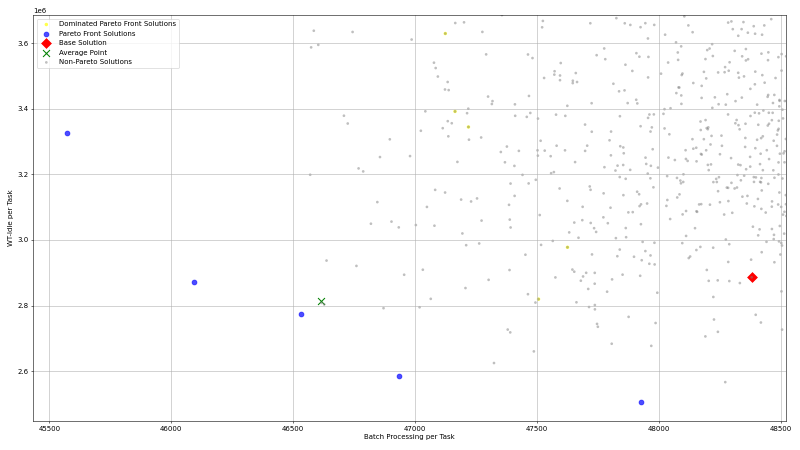 1e6
Dominated Pareto Front Solutions
Pareto Front Solutions
Base Solution
Average Point
Non-Pareto Solutions
3.6
3.4
3.2
3.0
2.8
2.6
WT-Idle per Task
45500 46000 46500 47000 47500 48000 48500
Batch Processing per Task